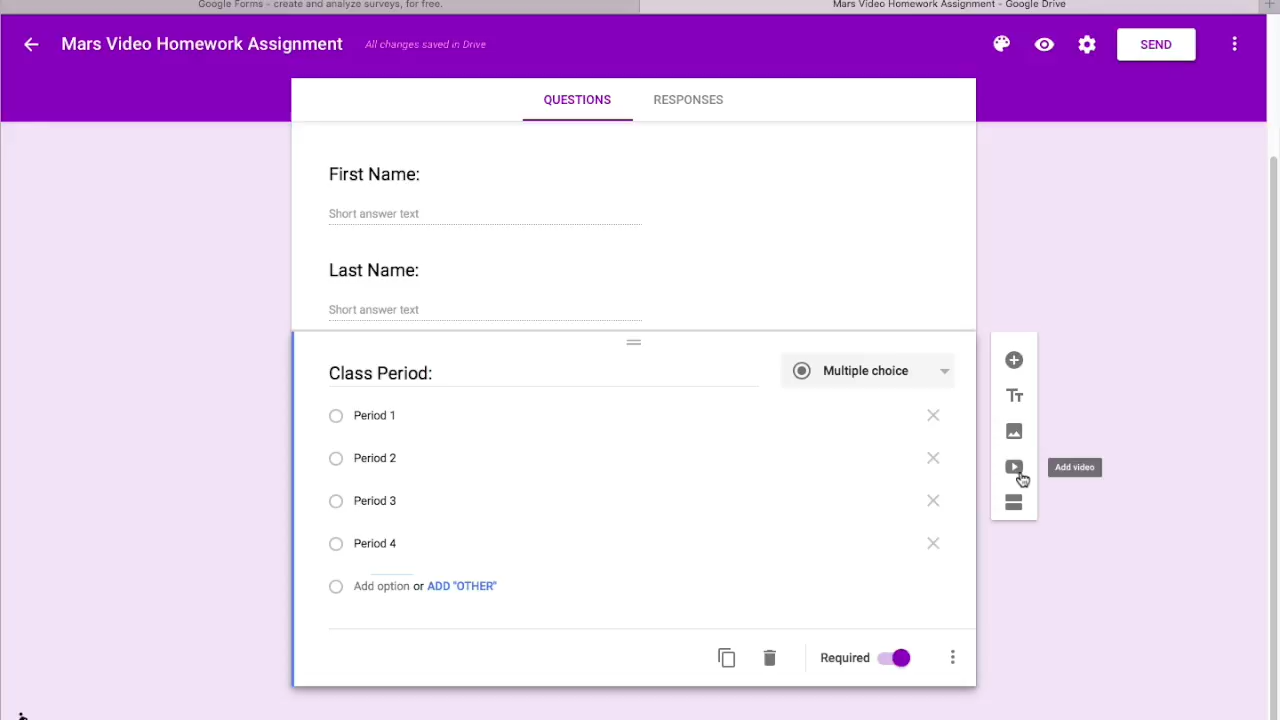 Google Forms - create and analyze surveys, for free.
Mars Video Homework Assignment - Google Drive
Mars Video Homework Assignment
All changes saved in Drive
SEND
QUESTIONS
RESPONSES
First Name:
Short answer text
Last Name:
Short answer text
Class Period:
Multiple choice
Period 1
Period 2
Add video
Period 3
Period 4
Add option or ADD "OTHER"
Required